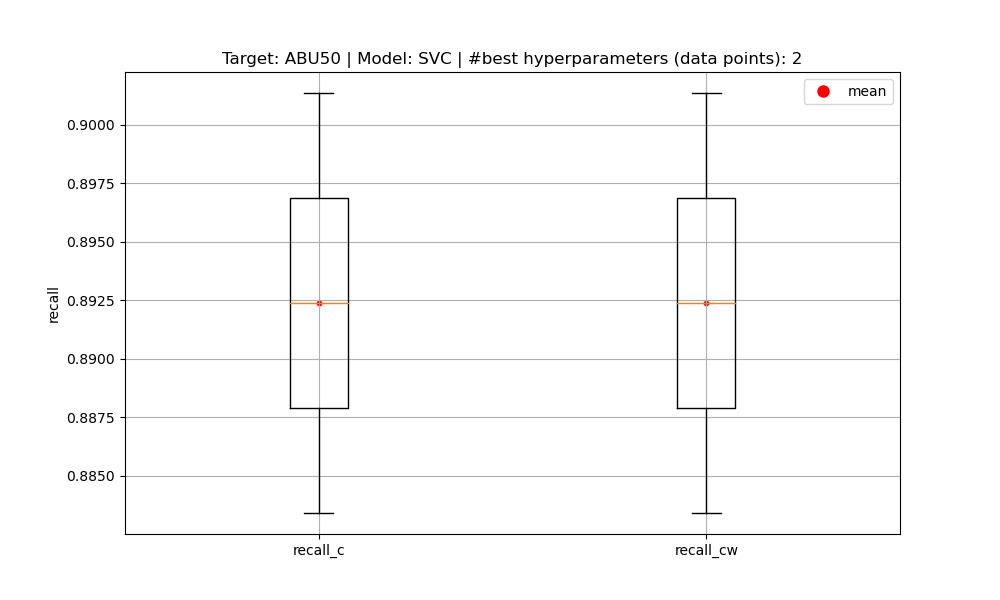 Target: ABU50 | Model: SVC | #best hyperparameters (data points): 2
mean
0.9000
0.8975
0.8950
0.8925
0.8900
0.8875
0.8850
recall
recall_c
recall_cw